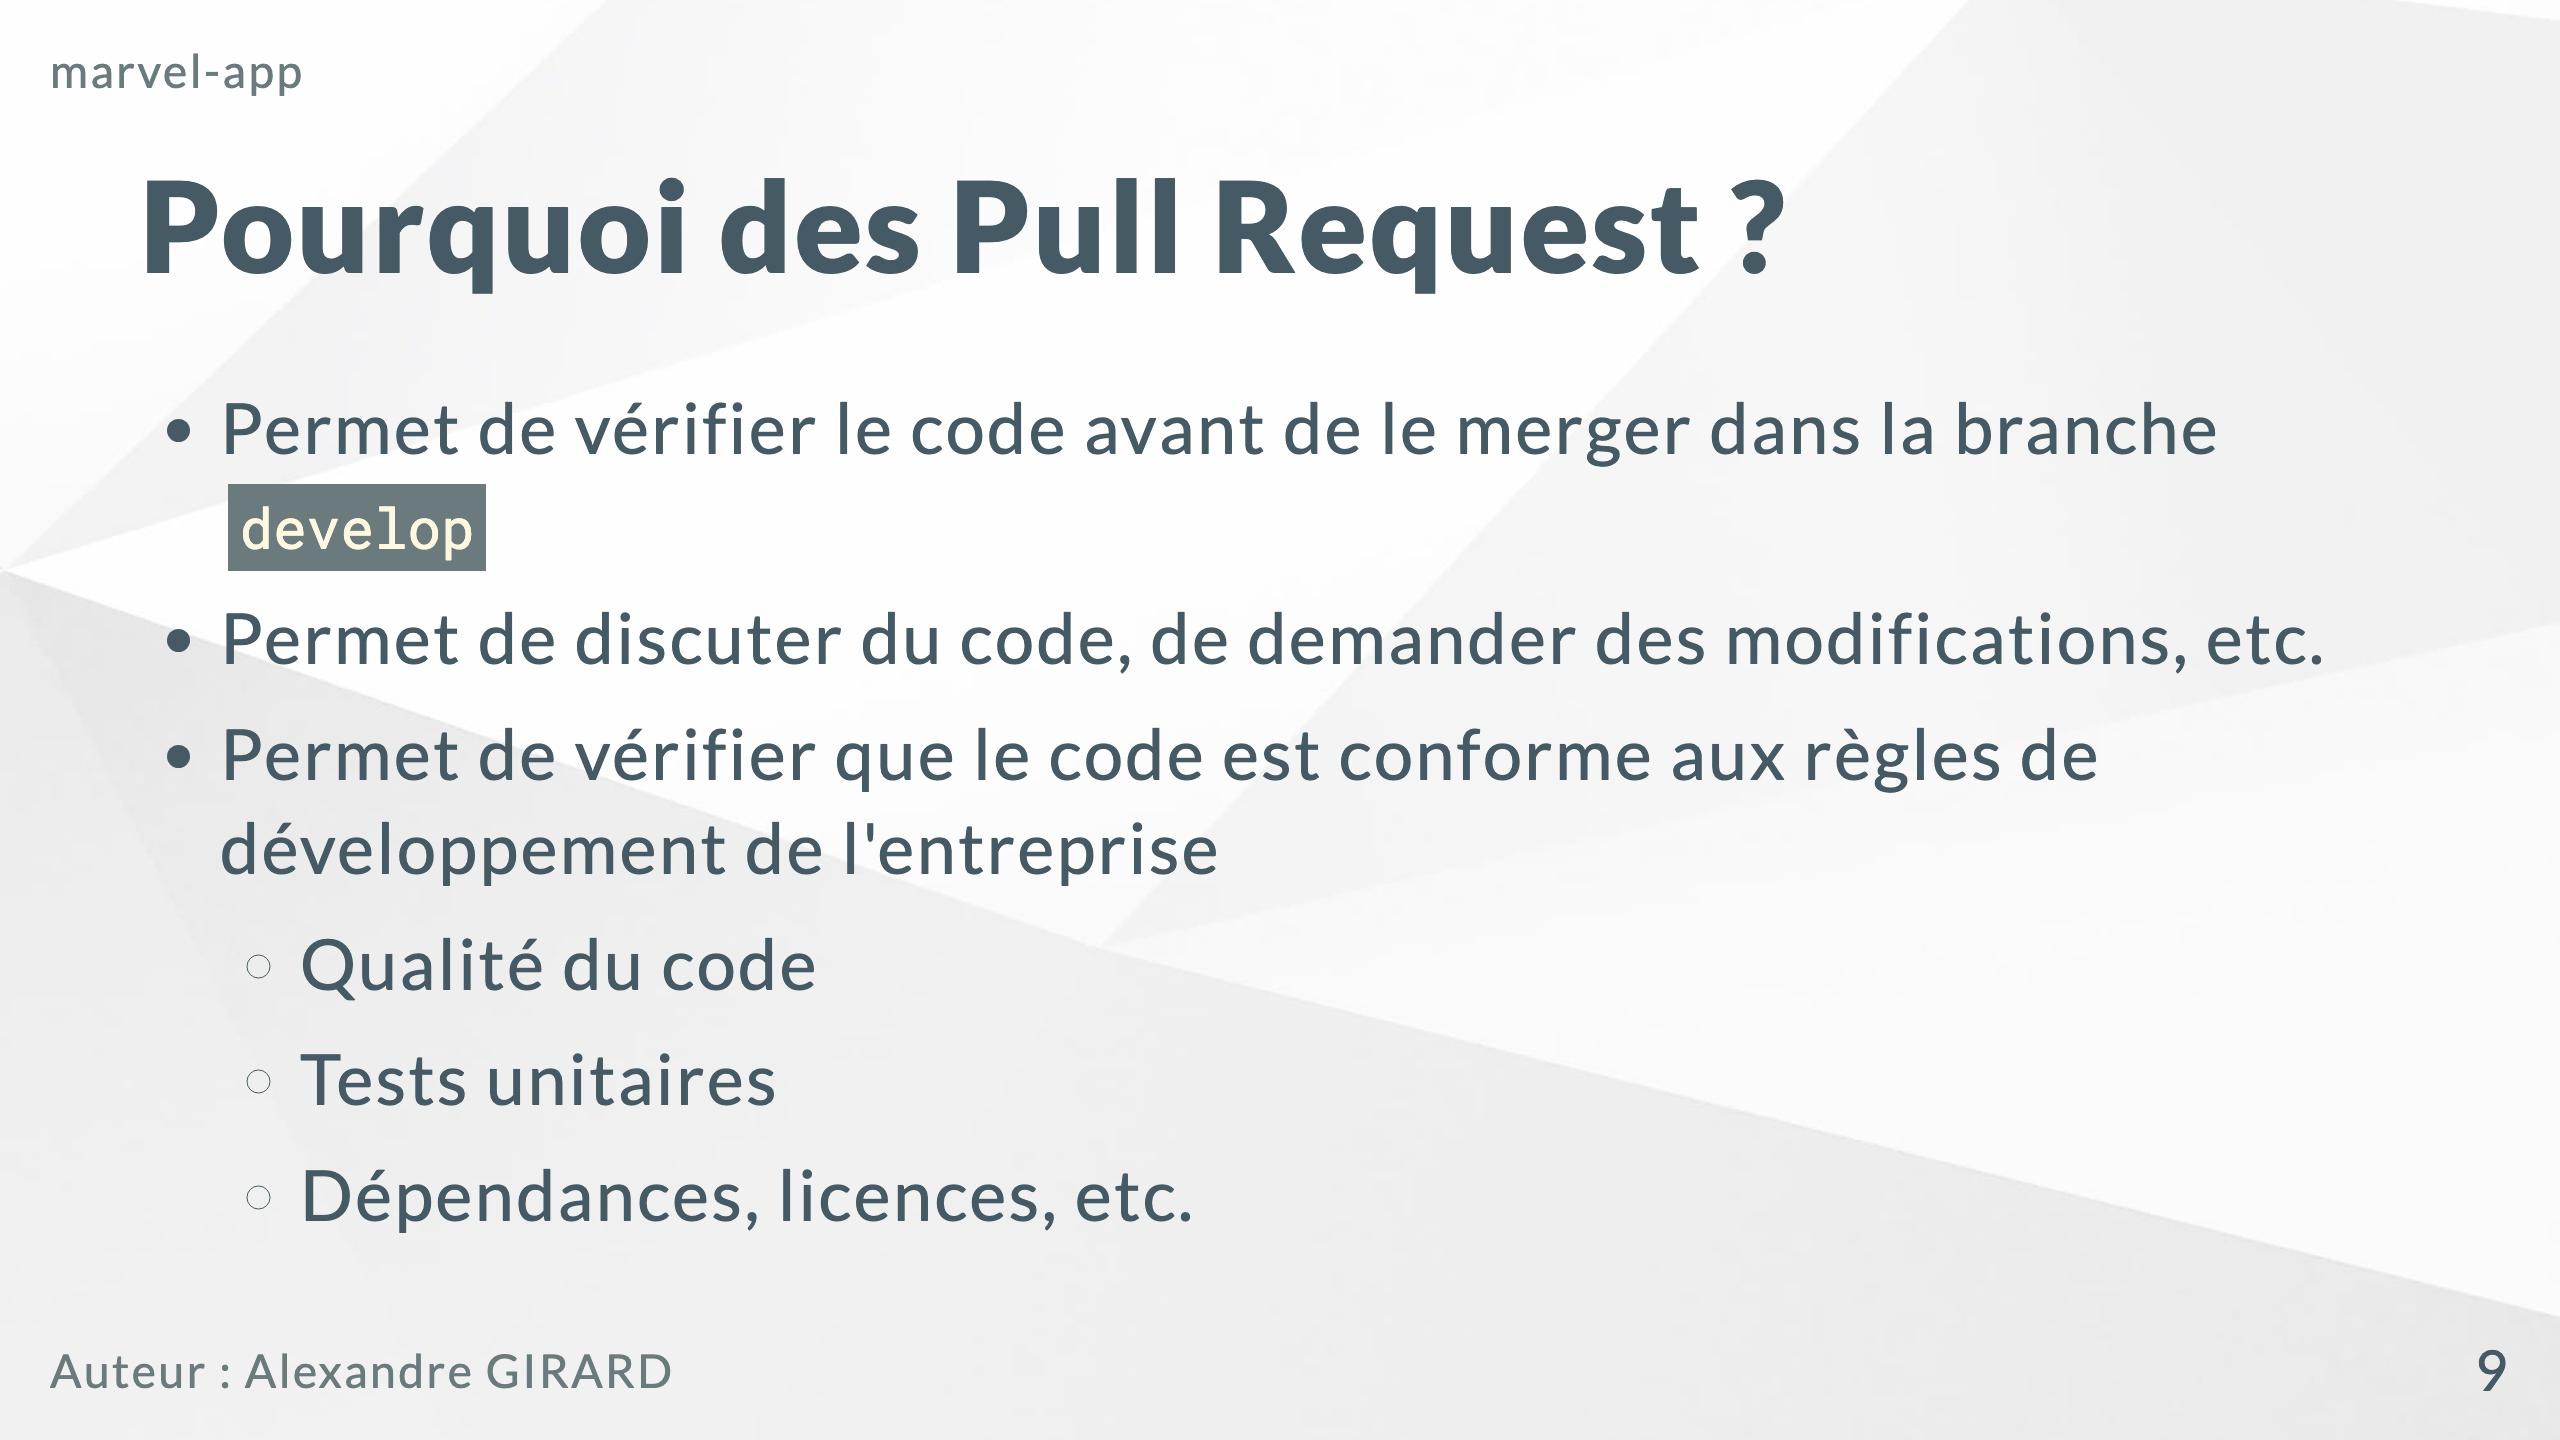 marvel-app
Pourquoi des Pull Request ?
• Permet de vérifier le code avant de le merger dans la branche
develop
• Permet de discuter du code, de demander des modifications, etc.
• Permet de vérifier que le code est conforme aux règles de
développement de l'entreprise
○ Qualité du code
○ Tests unitaires
○ Dépendances, licences, etc.
Auteur : Alexandre GIRARD
9